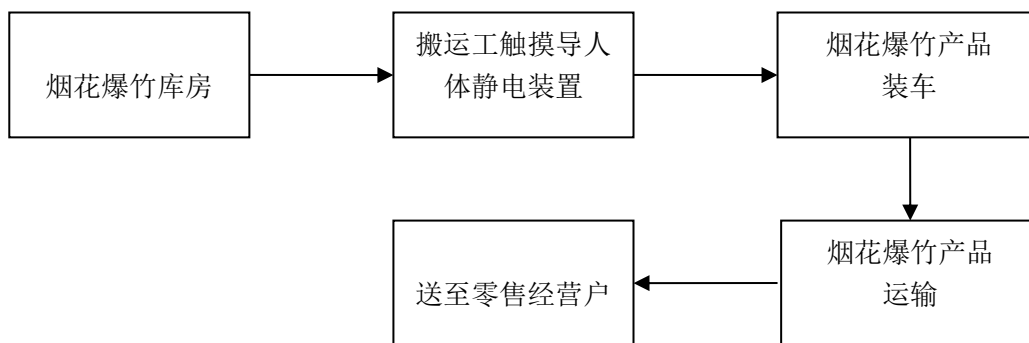 烟花爆竹库房
搬运工触摸导人
体静电装置
烟花爆竹产品
装车
烟花爆竹产品
运输
送至零售经营户